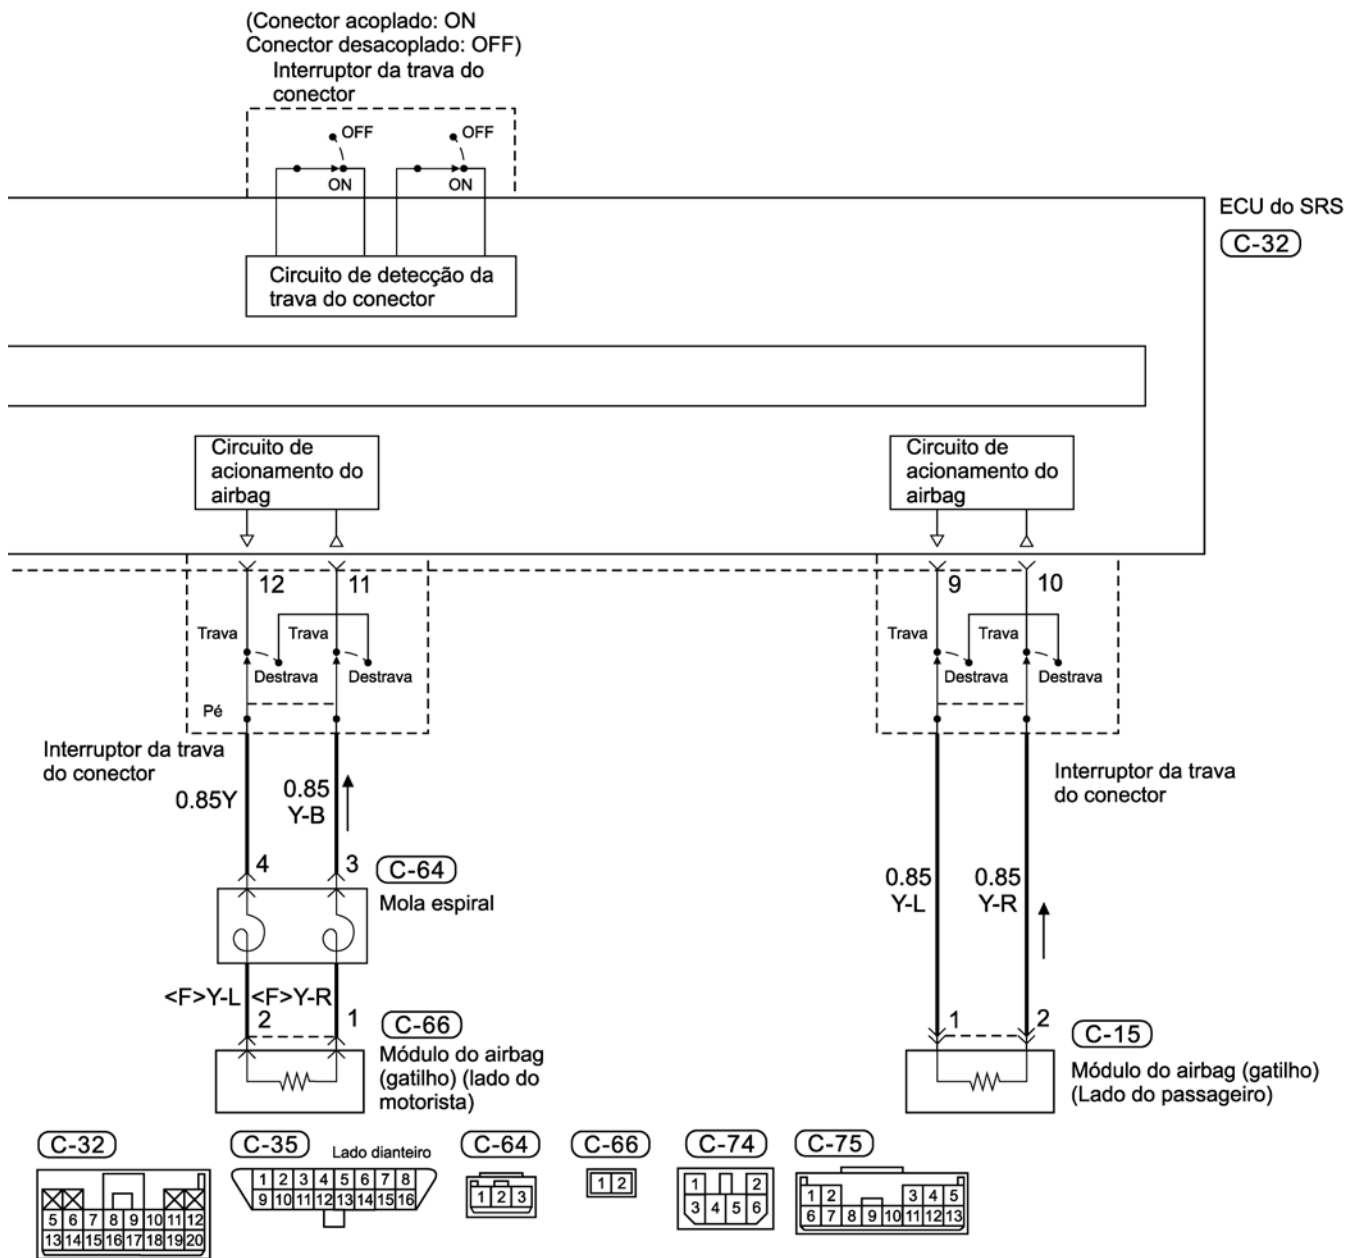 (Conector acoplado: ON
Conector desacoplado: OFF)
Interruptor da trava do
conector
OFF
OFF
ON
ON
ECU do SRS
C-32
Circuito de detecção da
trava do conector
Circuito de
acionamento do
airbag
Circuito de
acionamento do
airbag
12
11
9
10
Trava
Trava
Trava
Trava
Destrava
Destrava
Destrava
Destrava
Pé
Interruptor da trava
do conector
Interruptor da trava
do conector
0.85Y
0.85
Y-B
4
3
C-64
Mola espiral
0.85
Y-L
0.85
Y-R
<F>Y-L
<F>Y-R
2
1
C-66
Módulo do airbag
(gatilho) (lado do
motorista)
1
2
C-15
Módulo do airbag (gatilho)
(Lado do passageiro)
C-32
C-35
Lado dianteiro
C-64
C-66
C-74
C-75
5 6 7 8 9 10 11 12
13 14 15 16 17 18 19 20
1 2 3 4 5 6 7 8
9 10 11 12 13 14 15 16
1 2 3
1 2
1 2
3 4 5 6
1 2 3 4 5
6 7 8 9 10 11 12 13